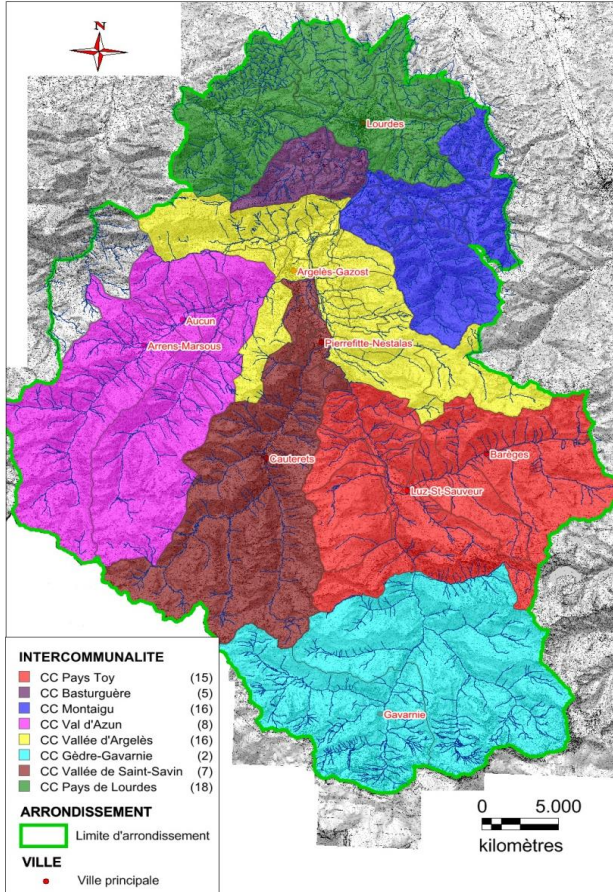 N
Lourdes
Argelès-Gazost
Aucun
Arrens-Marsous
Pierrefitte-Nestalas
Cauterets
Barèges
Luz-St-Sauveur
Gavarnie
INTERCOMMUNALITE
CC Pays Toy (15)
CC Basturguère (5)
CC Montaigu (16)
CC Val d'Azun (8)
CC Vallée d'Argelès (16)
CC Gèdre-Gavarnie (2)
CC Vallée de Saint-Savin (7)
CC Pays de Lourdes (18)
ARRONDISSEMENT
Limite d'arrondissement
VILLE
Ville principale
0 5.000
kilomètres